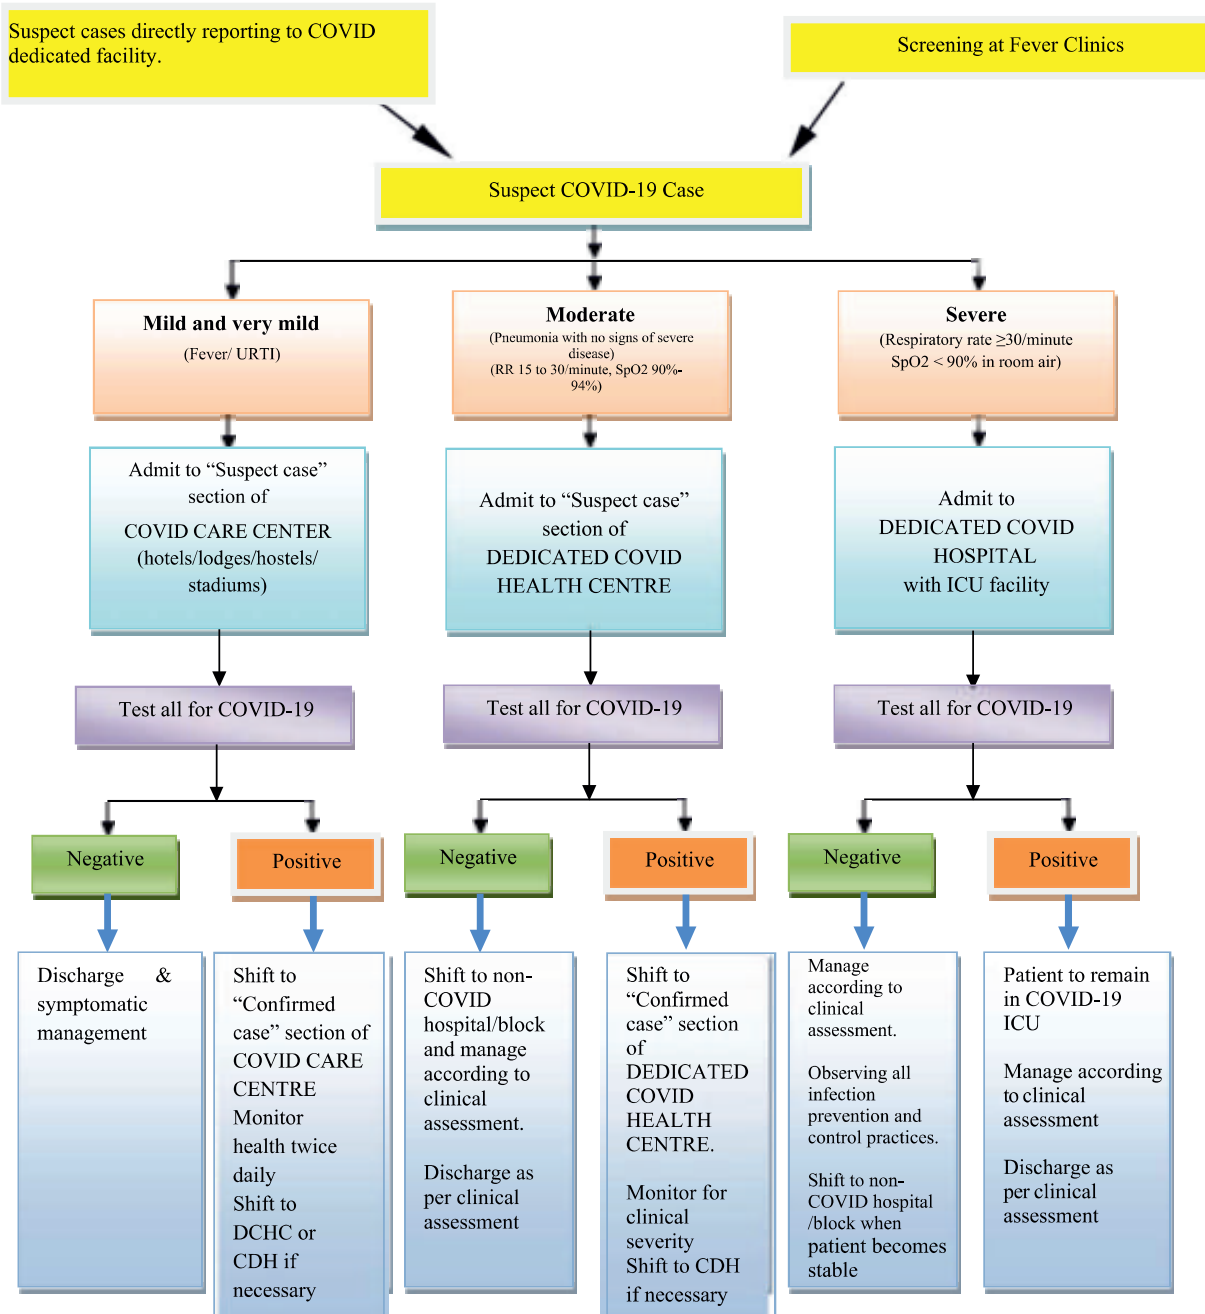 Suspect cases directly reporting to COVID
dedicated facility.
Screening at Fever Clinics
Suspect COVID-19 Case
Mild and very mild
(Fever/ URTI)
Moderate
(Pneumonia with no signs of severe
disease)
(RR 15 to 30/minute, SpO2 90%-
94%)
Severe
(Respiratory rate ≥30/minute
SpO2 < 90% in room air)
Admit to “Suspect case”
section of
COVID CARE CENTER
(hotels/lodges/hostels/
stadiums)
Admit to “Suspect case”
section of
DEDICATED COVID
HEALTH CENTRE
Admit to
DEDICATED COVID
HOSPITAL
with ICU facility
Test all for COVID-19
Test all for COVID-19
Test all for COVID-19
Negative
Positive
Negative
Positive
Negative
Positive
Discharge &
symptomatic
management
Shift to
“Confirmed
case” section of
COVID CARE
CENTRE
Monitor
health twice
daily
Shift to
DCHC or
CDH if
necessary
Shift to non-
COVID
hospital/block
and manage
according to
clinical
assessment.
Discharge as
per clinical
assessment
Shift to
“Confirmed
case” section
of
DEDICATED
COVID
HEALTH
CENTRE.
Monitor for
clinical
severity
Shift to CDH
if necessary
Manage
according to
clinical
assessment.
Observing all
infection
prevention and
control practices.
Shift to non-
COVID hospital
/block when
patient becomes
stable
Patient to remain
in COVID-19
ICU
Manage according
to clinical
assessment
Discharge as
per clinical
assessment